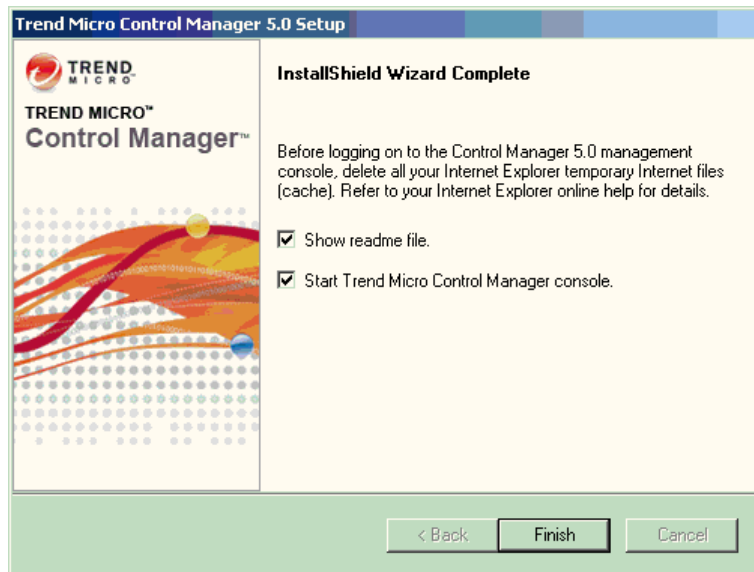 Trend Micro Control Manager 5.0 Setup
TREND
MICRO™
InstallShield Wizard Complete
TREND MICRO™
Control Manager™
Before logging on to the Control Manager 5.0 management
console, delete all your Internet Explorer temporary Internet files
(cache). Refer to your Internet Explorer online help for details.
Show readme file.
Start Trend Micro Control Manager console.
< Back
Finish
Cancel